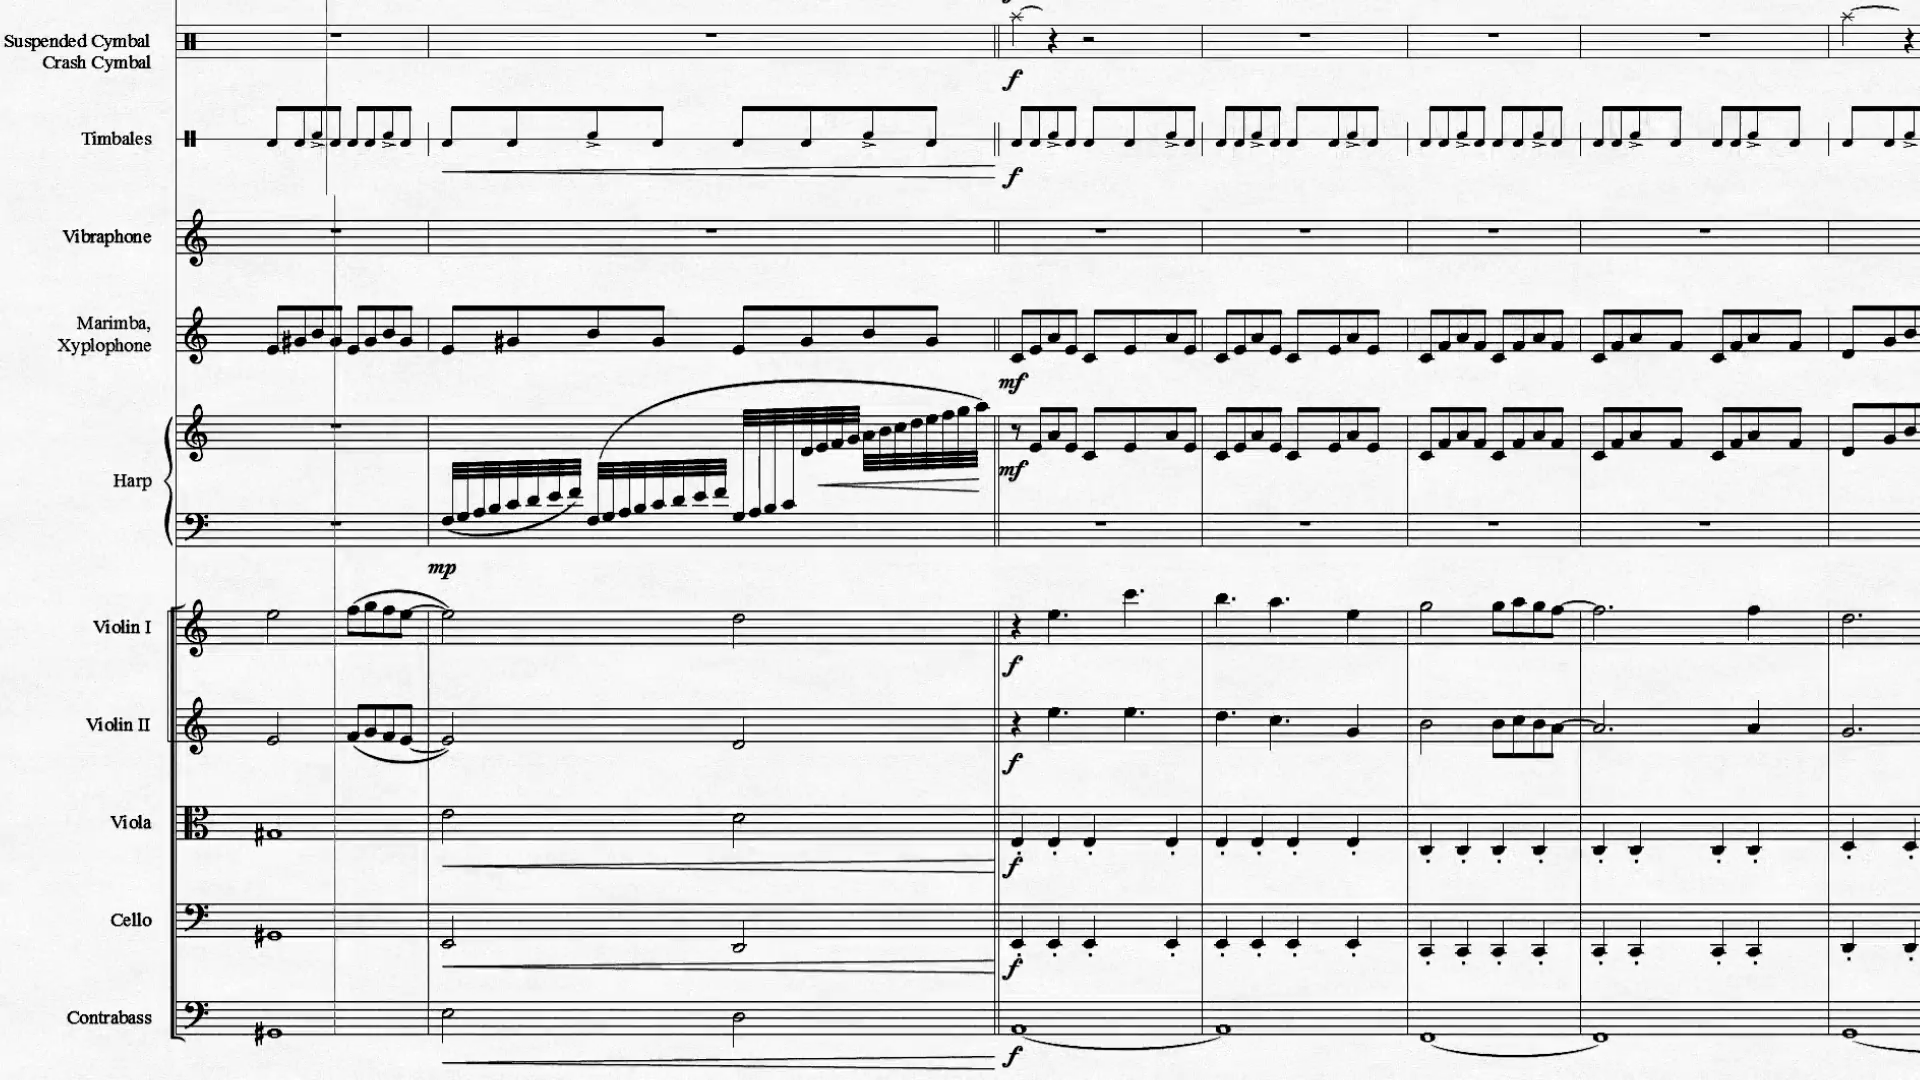 Suspended Cymbal
Crash Cymbal
f
Timbales
f
Vibraphone
Marimba,
Xyplophone
mf
Harp
mf
mp
Violin I
f
Violin II
f
Viola
f
Cello
f
Contrabass
f